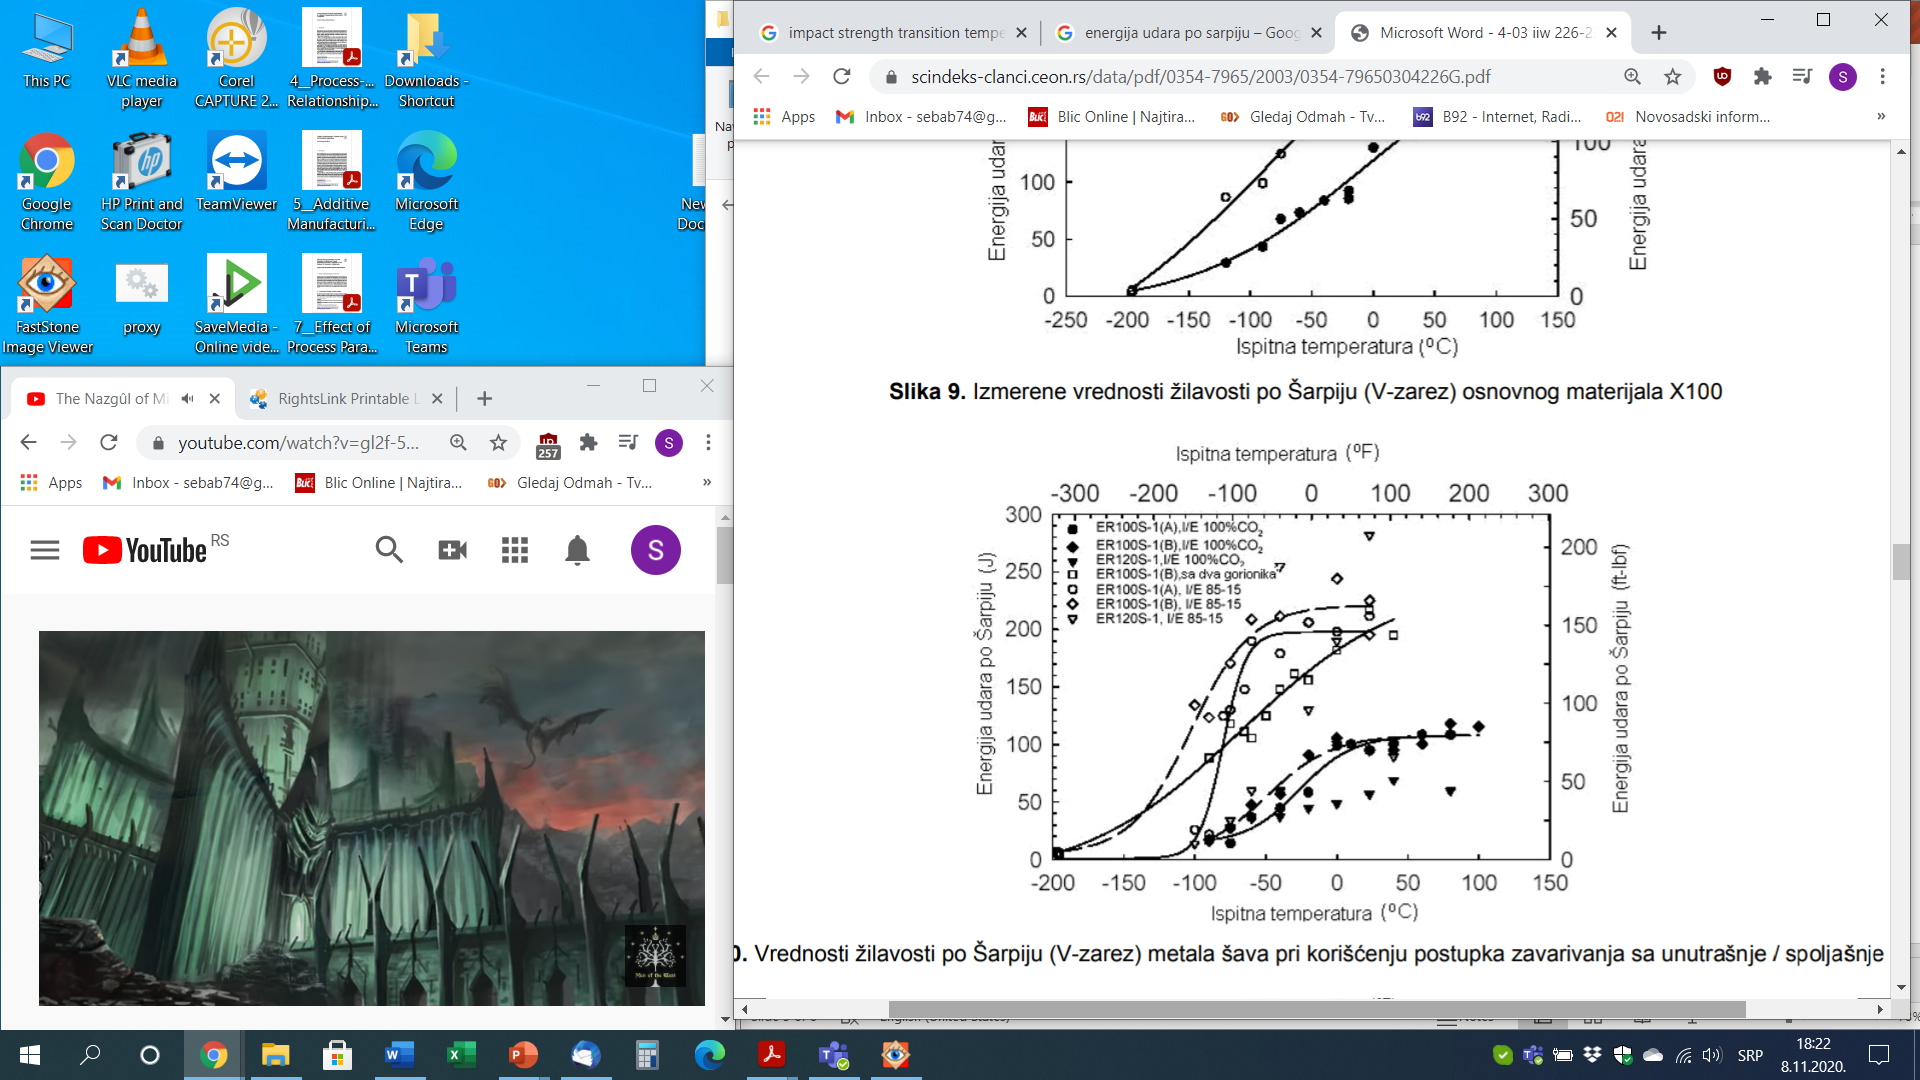 This PC
VLC media player
Corel CAPTURE 2...
4__Process-... Relationship...
Downloads - Shortcut
Google Chrome
HP Print and Scan Doctor
TeamViewer
5__Additive Manufacturi...
Microsoft Edge
FastStone Image Viewer
proxy
SaveMedia - Online vide...
7__Effect of Process Para...
Microsoft Teams
The Nazgûl of Mi
RightsLink Printable L
youtube.com/watch?v=gl2f-5...
257
S
Apps
Inbox - sebab74@g...
Blic Online | Najtira...
Gledaj Odmah - Tv...
»
YouTube RS
S
impact strength transition tempe
energija udara po sarpiju – Goog
Microsoft Word - 4-03 iiw 226-2
scindeks-clanci.ceon.rs/data/pdf/0354-7965/2003/0354-79650304226G.pdf
S
Apps
Inbox - sebab74@g...
Blic Online | Najtira...
Gledaj Odmah - Tv...
B92 - Internet, Radi...
Novosadski inform...
»
Energija udar
100
50
0
100
50
0
Energija udara
-250 -200 -150 -100 -50 0 50 100 150
Ispitna temperatura (⁰C)
Slika 9. Izmerene vrednosti žilavosti po Šarpiju (V-zarez) osnovnog materijala X100
Ispitna temperatura (⁰F)
-300 -200 -100 0 100 200 300
Energija udara po Šarpiju (J)
300
250
200
150
100
50
0
ER100S-1(A),I/E 100%CO₂
ER100S-1(B),I/E 100%CO₂
ER120S-1,I/E 100%CO₂
ER100S-1(B),sa dva gorionika
ER100S-1(A), I/E 85-15
ER100S-1(B), I/E 85-15
ER120S-1, I/E 85-15
200
150
100
50
0
Energija udara po Šarpiju (ft-lbf)
-200 -150 -100 -50 0 50 100 150
Ispitna temperatura (⁰C)
0. Vrednosti žilavosti po Šarpiju (V-zarez) metala šava pri korišćenju postupka zavarivanja sa unutrašnje / spoljašnje
SRP
18:22
8.11.2020.